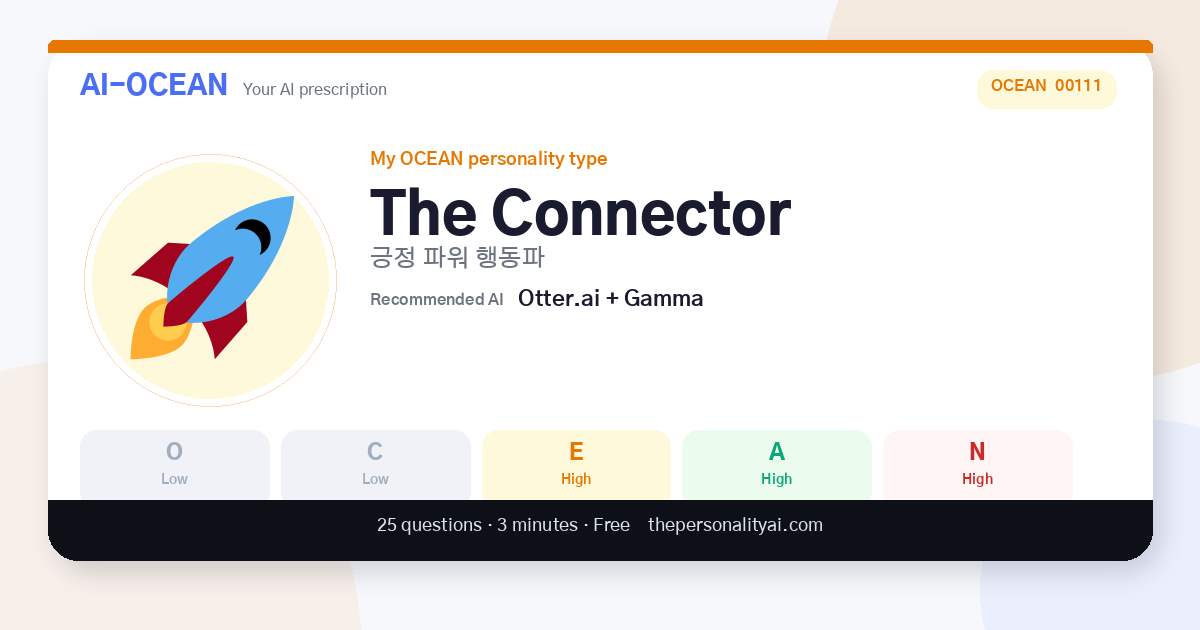 AI-OCEAN Your AI prescription
OCEAN 00111
My OCEAN personality type
The Connector
긍정 파워 행동파
Recommended AI Otter.ai + Gamma
O C E A N
Low Low High High High
25 questions · 3 minutes · Free thepersonalityai.com